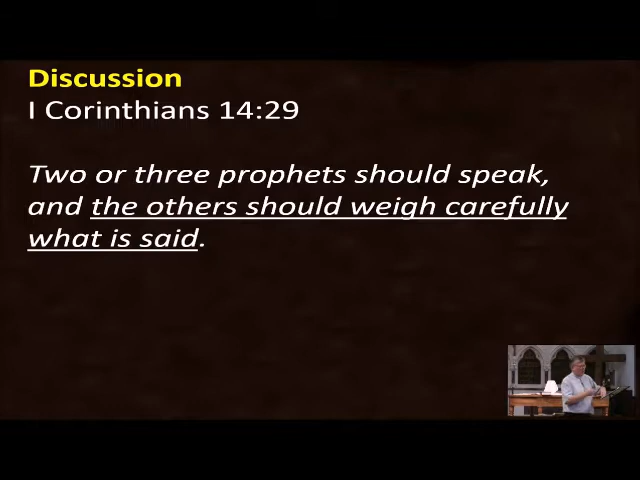 Discussion
I Corinthians 14:29
Two or three prophets should speak,
and the others should weigh carefully
what is said.